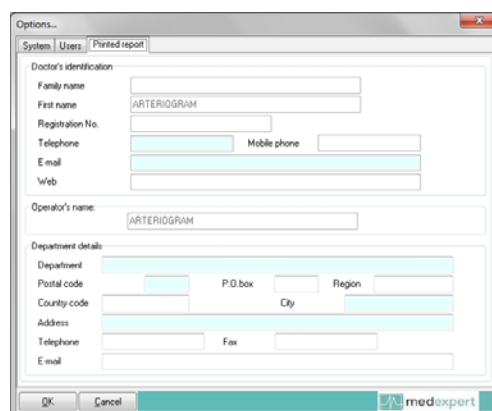 Options...
System Users Printed report
Doctor's identification
Family name
First name ARTERIOGRAM
Registration No.
Telephone Mobile phone
E-mail
Web
Operator's name:
ARTERIOGRAM
Department details
Department
Postal code P.O.box Region
Country code City
Address
Telephone Fax
E-mail
OK Cancel medexpert